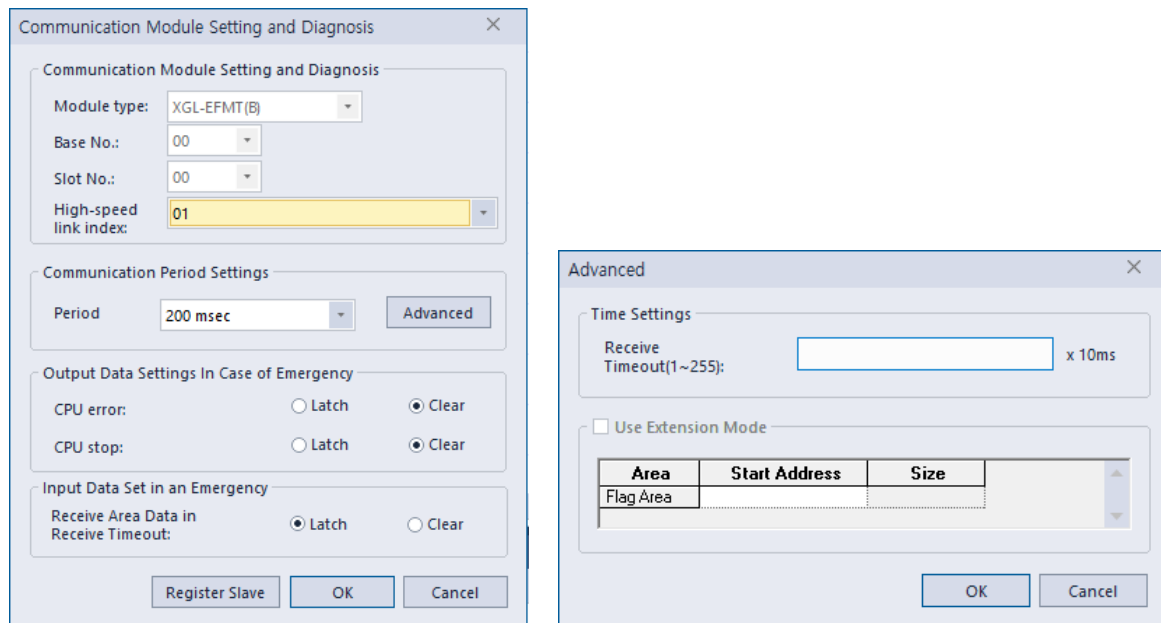 Communication Module Setting and Diagnosis
Communication Module Setting and Diagnosis
Module type: XGL-EFMT(B)
Base No.: 00
Slot No.: 00
High-speed
link index: 01
Communication Period Settings
Period 200 msec Advanced
Output Data Settings In Case of Emergency
CPU error: Latch Clear
CPU stop: Latch Clear
Input Data Set in an Emergency
Receive Area Data in
Receive Timeout: Latch Clear
Register Slave OK Cancel
Advanced
Time Settings
Receive
Timeout(1~255): x 10ms
Use Extension Mode
Area Start Address Size
Flag Area
OK Cancel